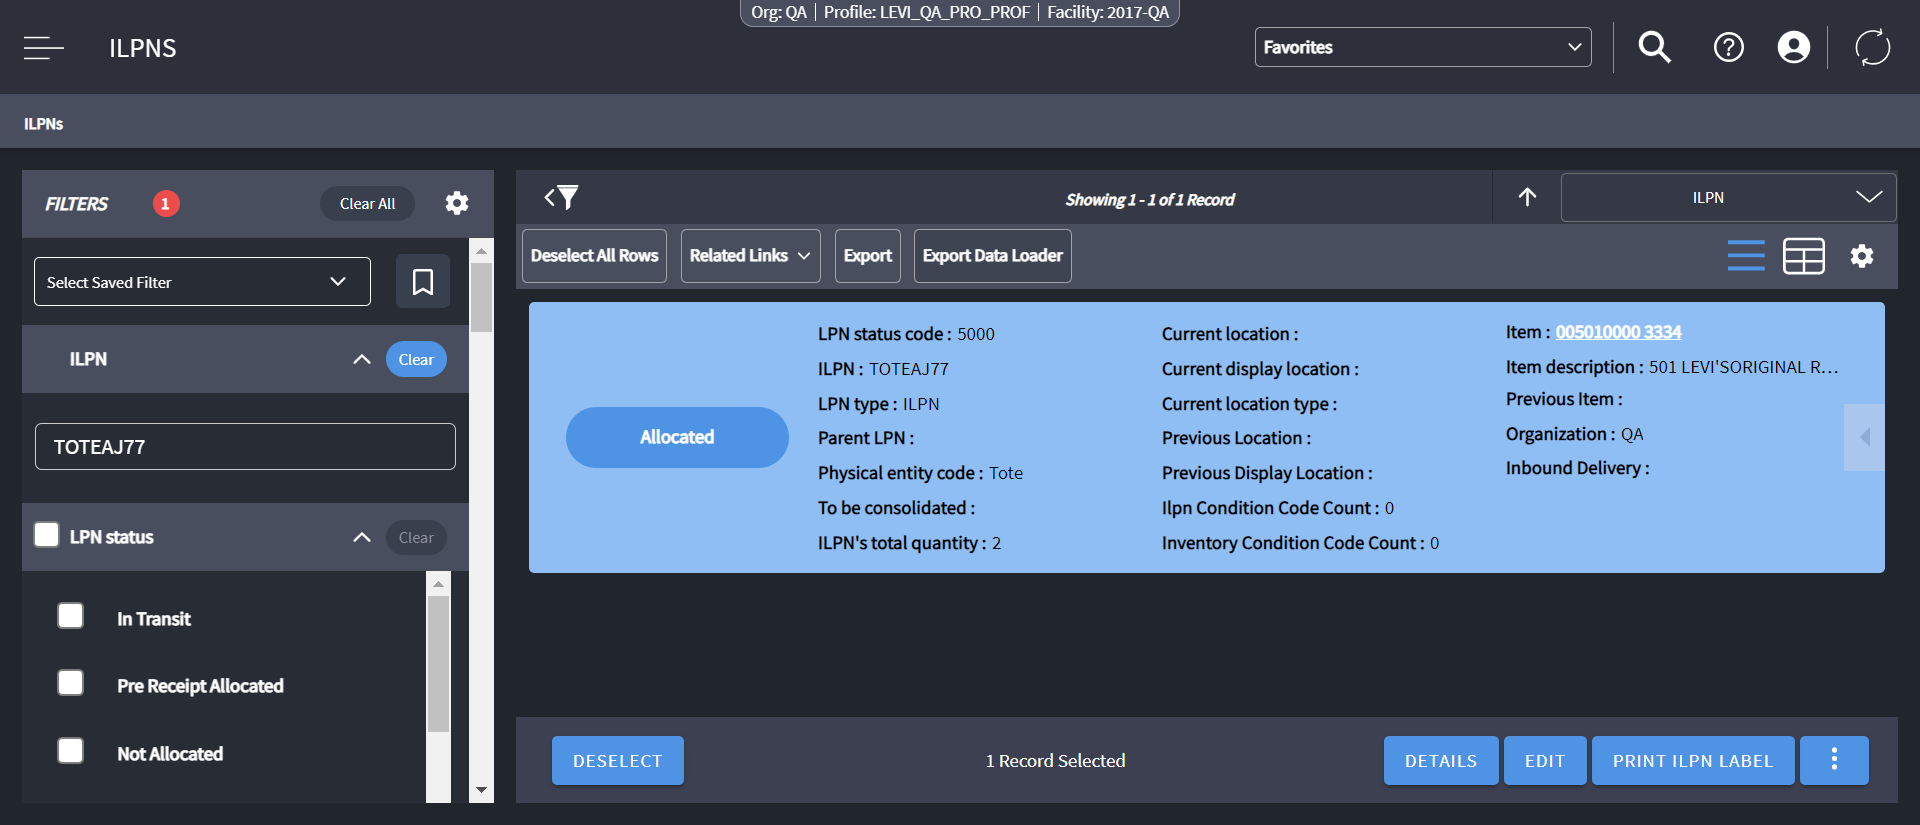 Org: QA | Profile: LEVI_QA_PRO_PROF | Facility: 2017-QA
ILPNS
Favorites
ILPNs
FILTERS
1
Clear All
Showing 1 - 1 of 1 Record
ILPN
Select Saved Filter
Deselect All Rows
Related Links
Export
Export Data Loader
ILPN
Clear
TOTEAJ77
LPN status
Clear
In Transit
Pre Receipt Allocated
Not Allocated
Allocated
LPN status code : 5000
ILPN : TOTEAJ77
LPN type : ILPN
Parent LPN :
Physical entity code : Tote
To be consolidated :
ILPN's total quantity : 2
Current location :
Current display location :
Current location type :
Previous Location :
Previous Display Location :
Ilpn Condition Code Count : 0
Inventory Condition Code Count : 0
Item : 005010000 3334
Item description : 501 LEVI'SORIGINAL R...
Previous Item :
Organization : QA
Inbound Delivery :
DESELECT
1 Record Selected
DETAILS
EDIT
PRINT ILPN LABEL